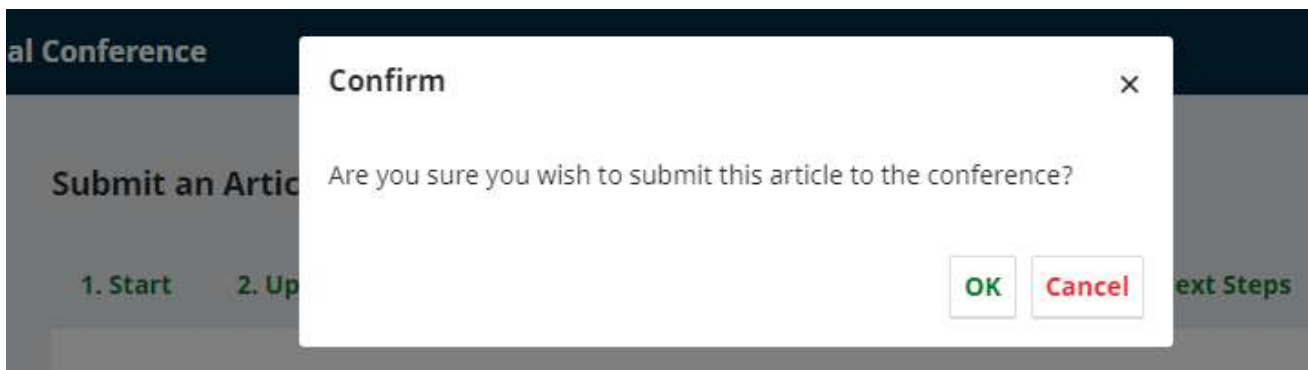 al Conference
Confirm ×
Are you sure you wish to submit this article to the conference?
Submit an Artic
1. Start 2. Up ext Steps
OK Cancel